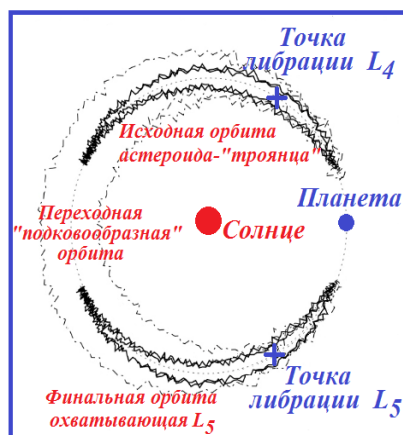 Точка
либрации L4
Исходная орбита
астероида-"троянца"
Планета
Переходная
"подковообразная"
орбита
Солнце
Точка
либрации L5
Финальная орбита
охватывающая L5